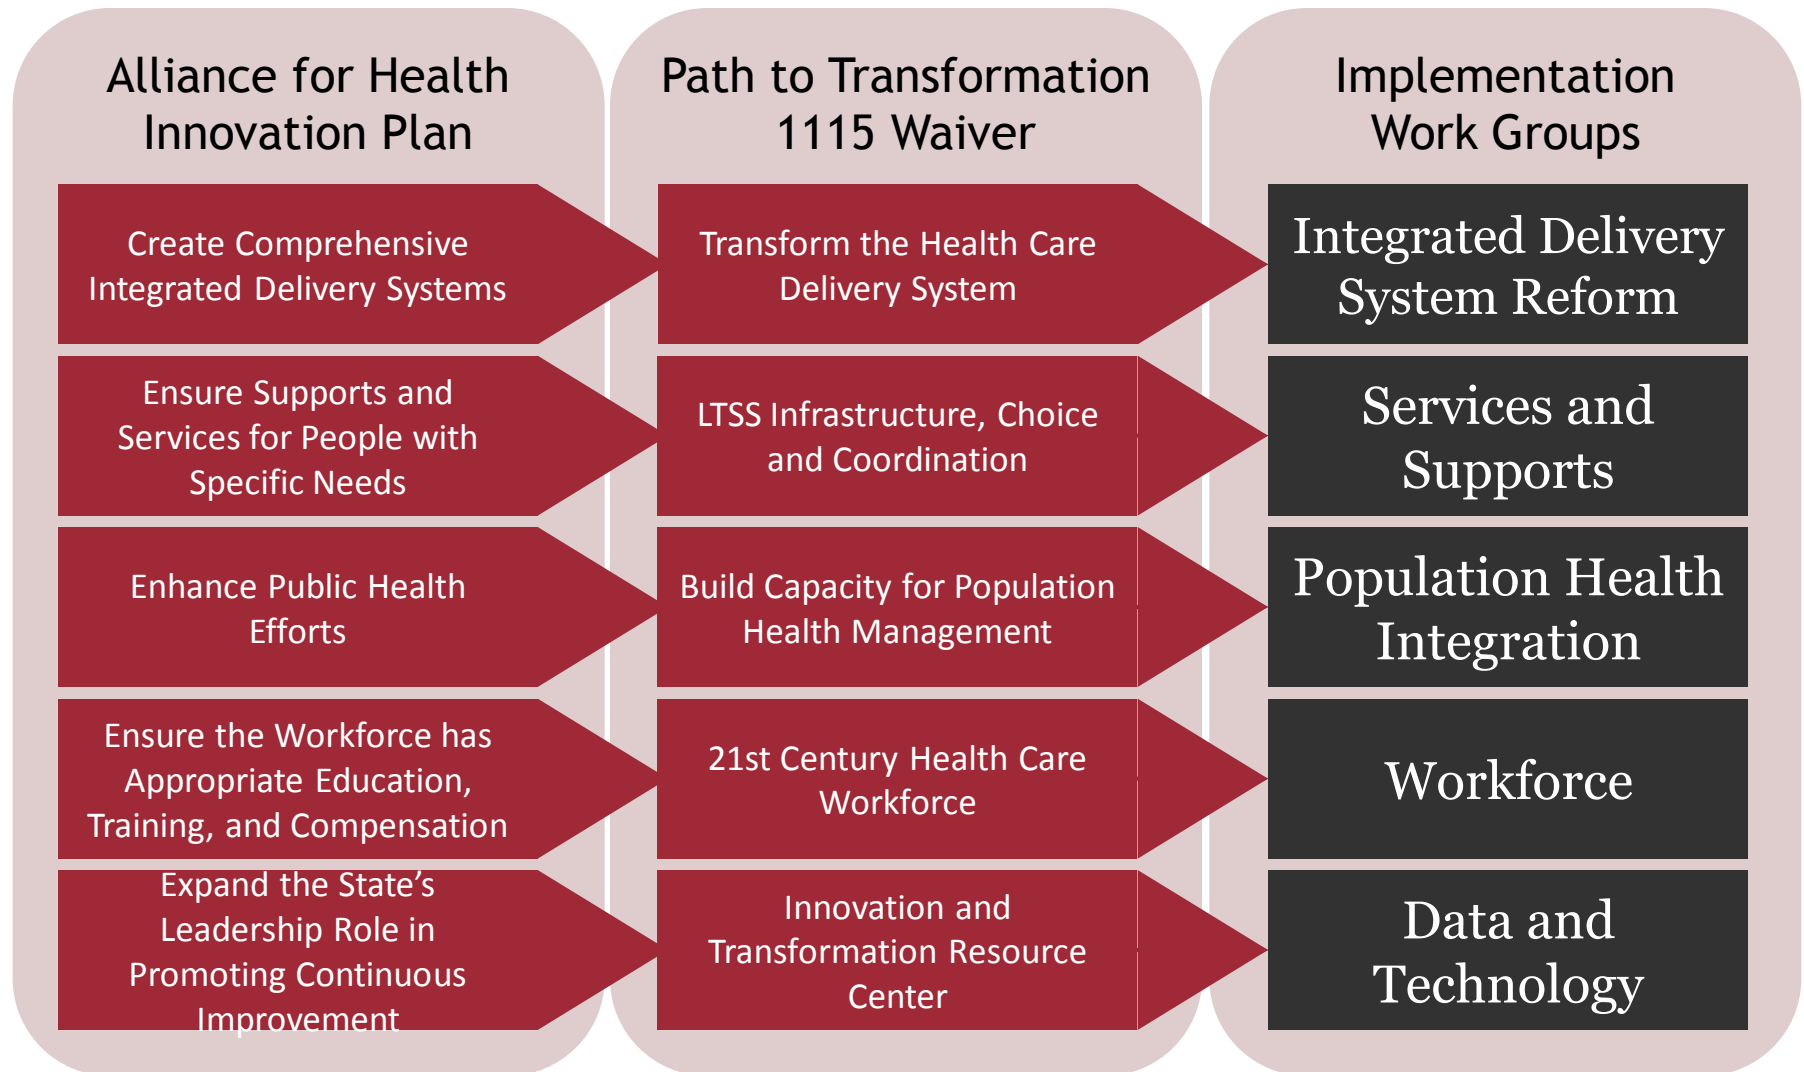 Alliance for Health
Innovation Plan
Create Comprehensive
Integrated Delivery Systems
Ensure Supports and
Services for People with
Specific Needs
Enhance Public Health
Efforts
Ensure the Workforce has
Appropriate Education,
Training, and Compensation
Expand the State’s
Leadership Role in
Promoting Continuous
Improvement
Path to Transformation
1115 Waiver
Transform the Health Care
Delivery System
LTSS Infrastructure, Choice
and Coordination
Build Capacity for Population
Health Management
21st Century Health Care
Workforce
Innovation and
Transformation Resource
Center
Implementation
Work Groups
Integrated Delivery
System Reform
Services and
Supports
Population Health
Integration
Workforce
Data and
Technology